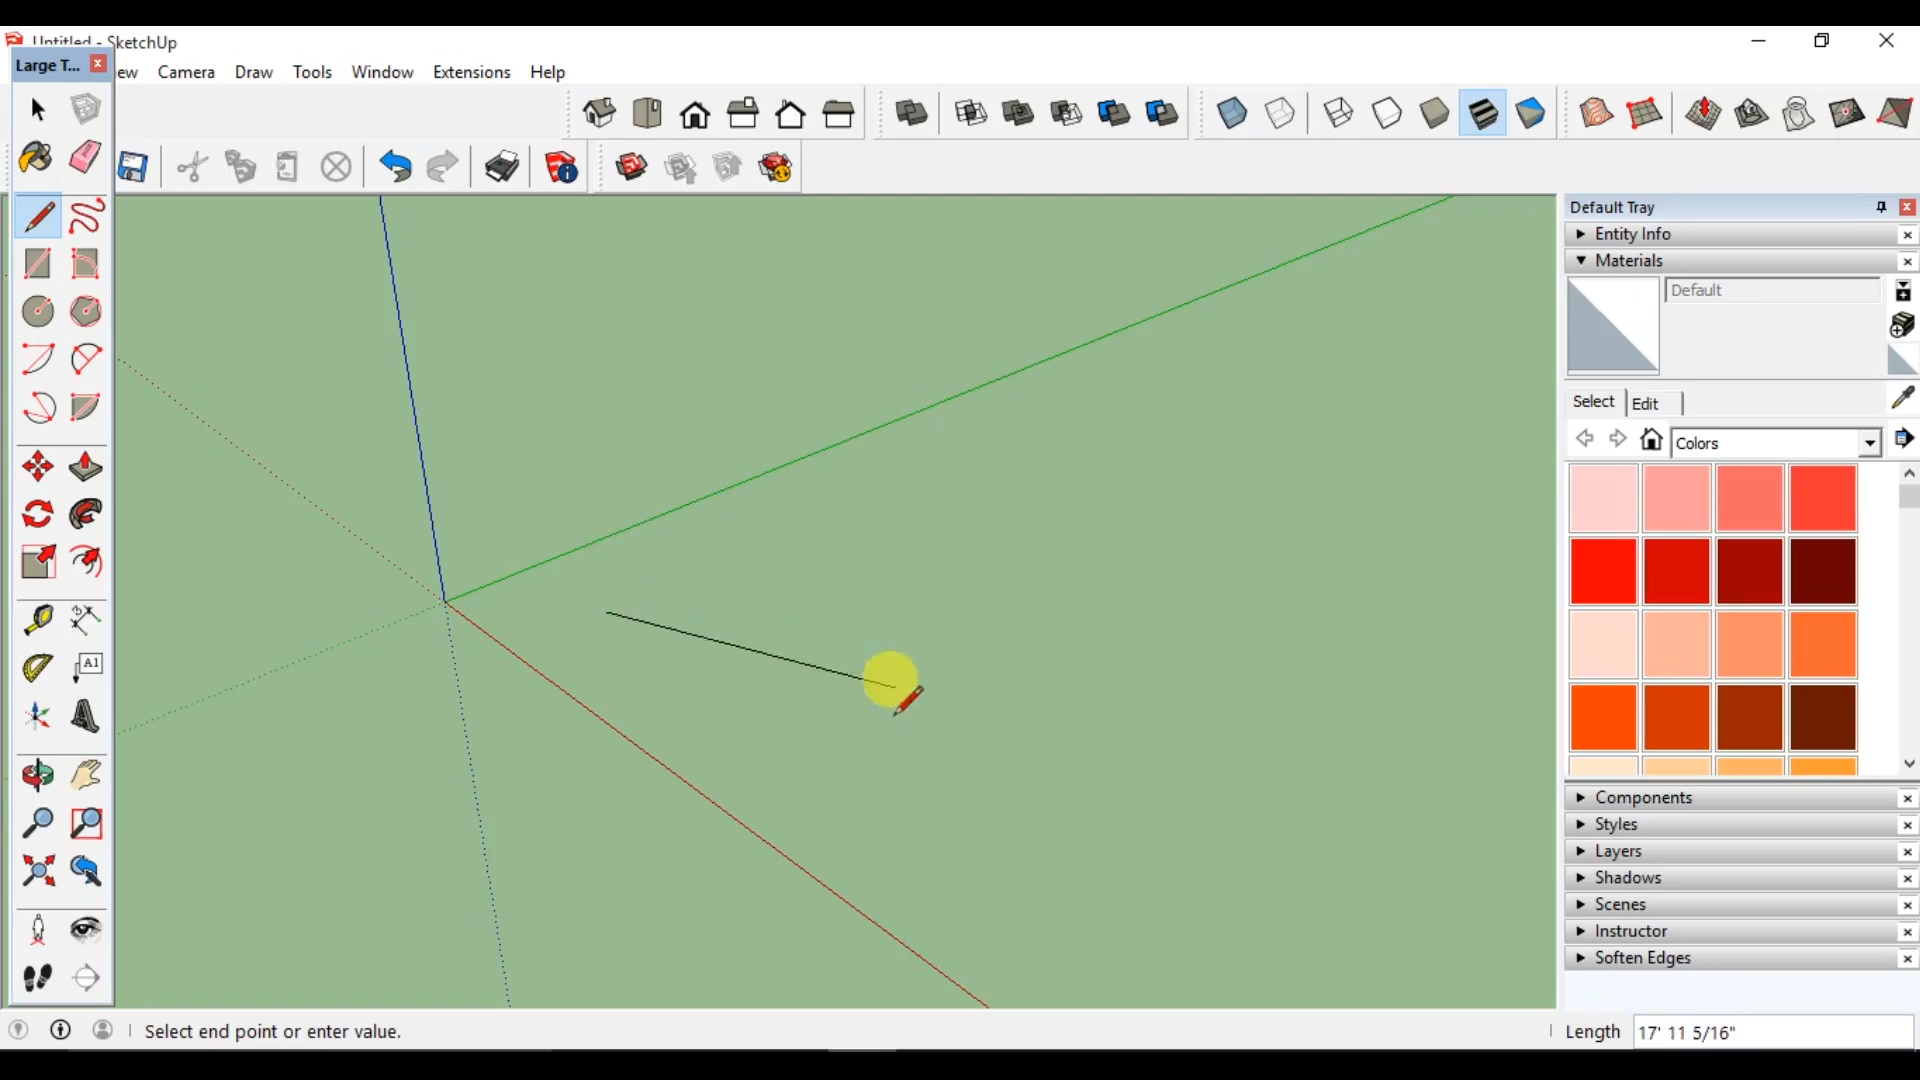 Untitled - SketchUp
Large T...
ew Camera Draw Tools Window Extensions Help
Default Tray
Entity Info
Materials
Default
Select Edit
Colors
A1
Components
Styles
Layers
Shadows
Scenes
Instructor
Soften Edges
Select end point or enter value.
Length 17' 11 5/16"